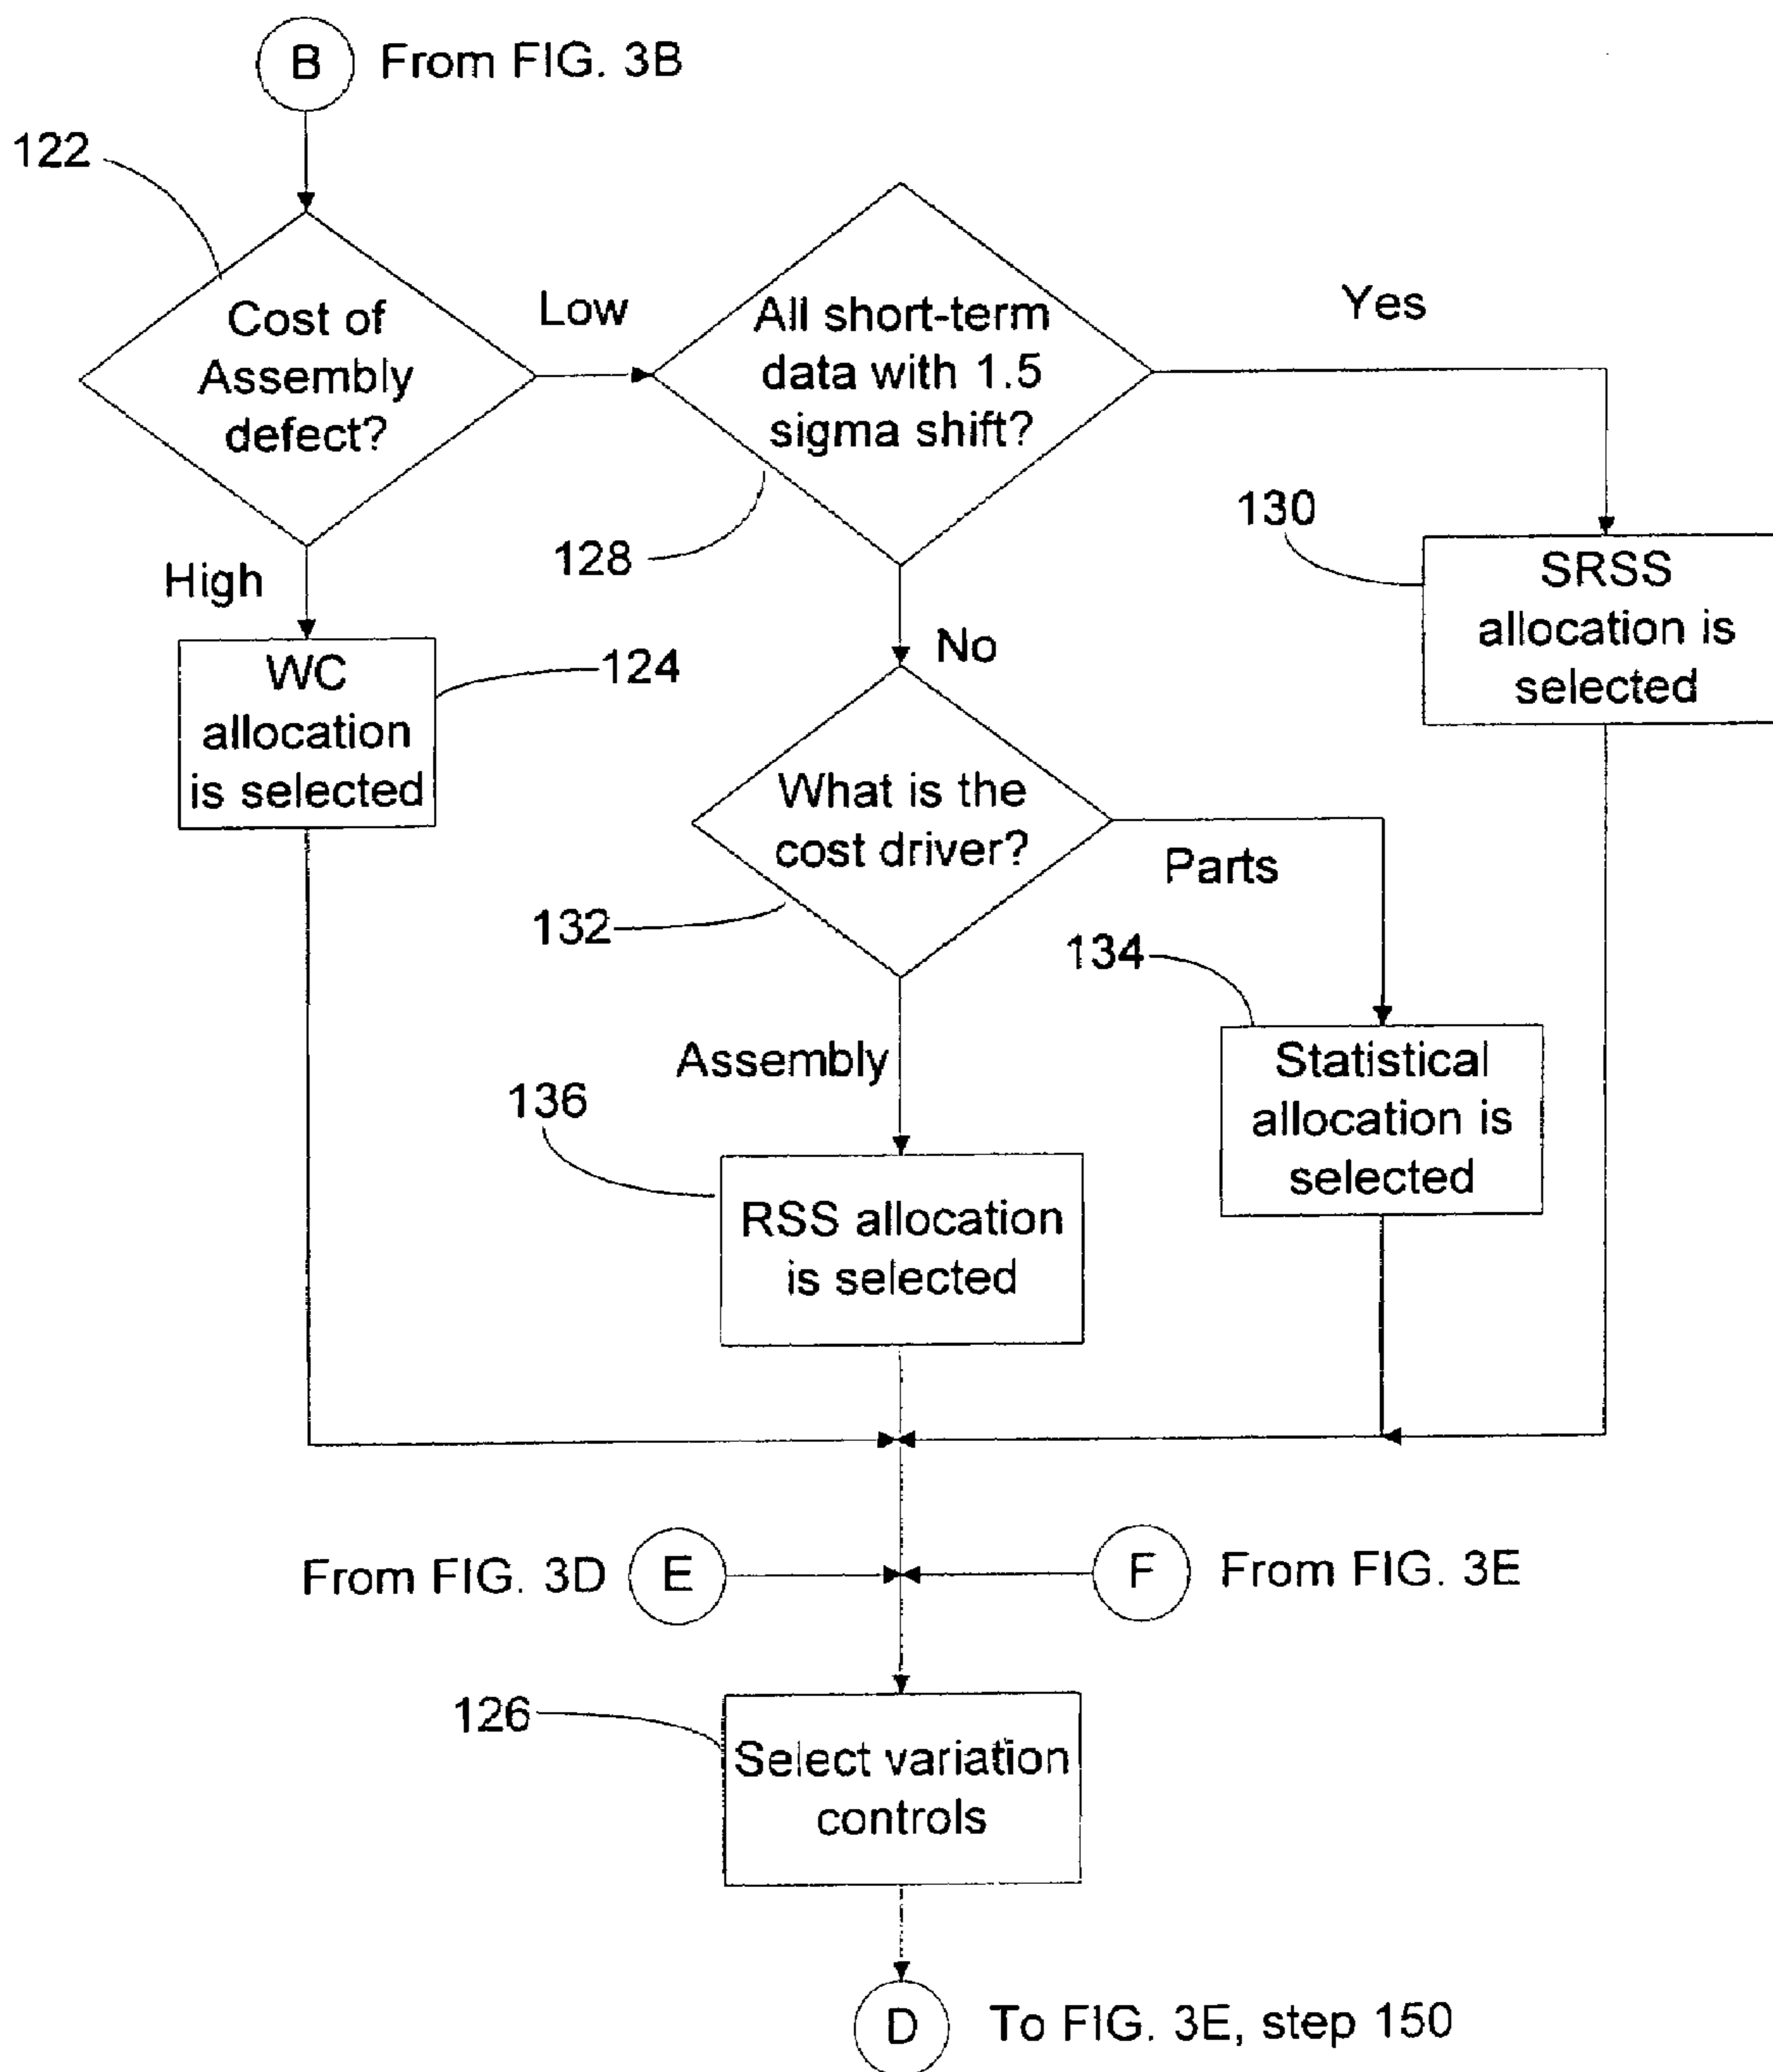 B From FIG. 3B
122
Cost of
Assembly
defect?
Low
All short-term
data with 1.5
sigma shift?
Yes
128
130
SRSS
allocation is
selected
High
WC
allocation
is selected
124
No
What is the
cost driver?
Parts
132
134
Statistical
allocation is
selected
Assembly
136
RSS allocation
is selected
From FIG. 3D E
F From FIG. 3E
126
Select variation
controls
D To FIG. 3E, step 150